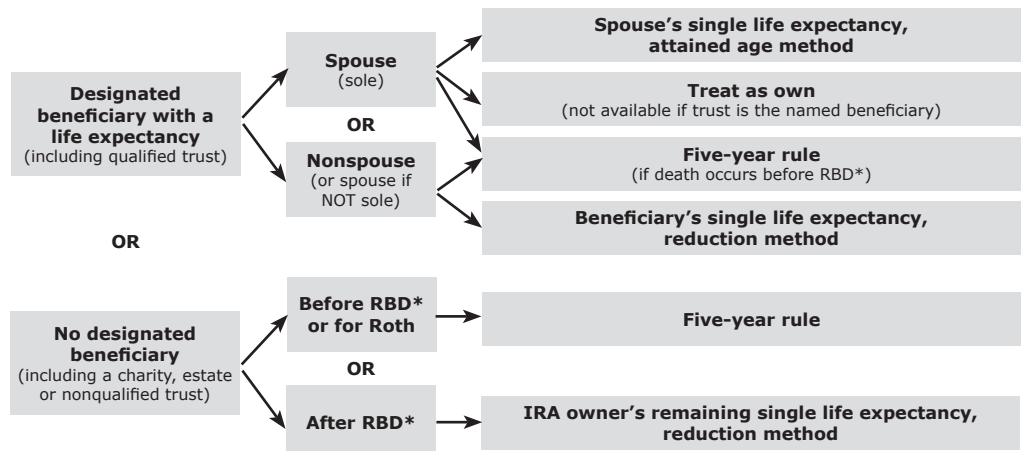 Designated
beneficiary with a
life expectancy
(including qualified trust)
Spouse
(sole)
OR
Nonspouse
(or spouse if
NOT sole)
Spouse’s single life expectancy,
attained age method
Treat as own
(not available if trust is the named beneficiary)
Five-year rule
(if death occurs before RBD*)
Beneficiary’s single life expectancy,
reduction method
OR
No designated
beneficiary
(including a charity, estate
or nonqualified trust)
Before RBD*
or for Roth
OR
After RBD*
Five-year rule
IRA owner’s remaining single life expectancy,
reduction method